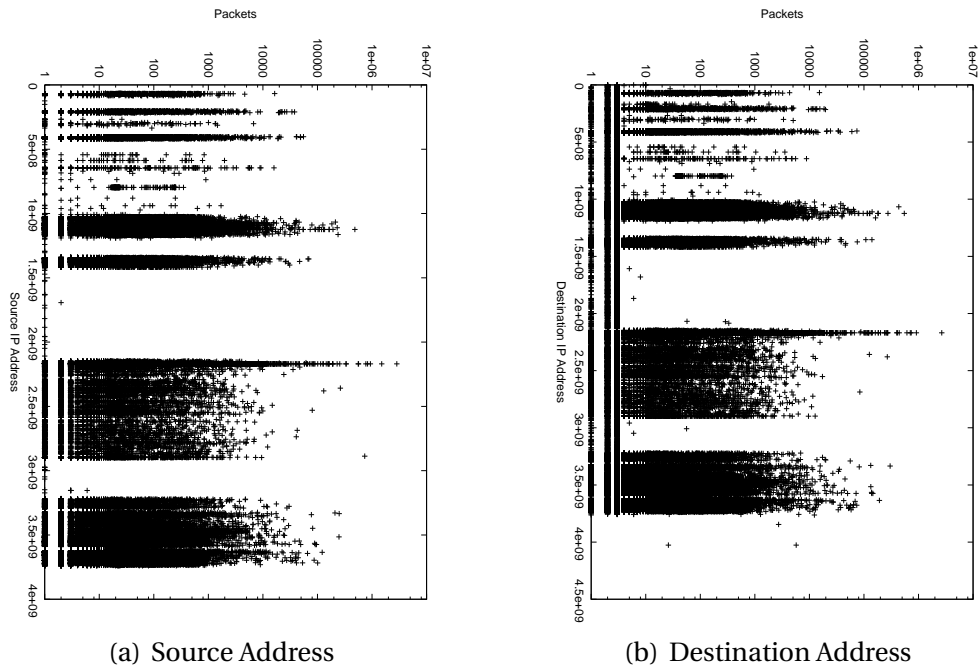 Packets
1
10
100
1000
10000
100000
1e+06
1e+07
0
5e+08
1e+09
1.5e+09
2e+09
2.5e+09
3e+09
3.5e+09
4e+09
Source IP Address
(a) Source Address
Packets
1
10
100
1000
10000
100000
1e+06
1e+07
0
5e+08
1e+09
1.5e+09
2e+09
2.5e+09
3e+09
3.5e+09
4e+09
4.5e+09
Destination IP Address
(b) Destination Address